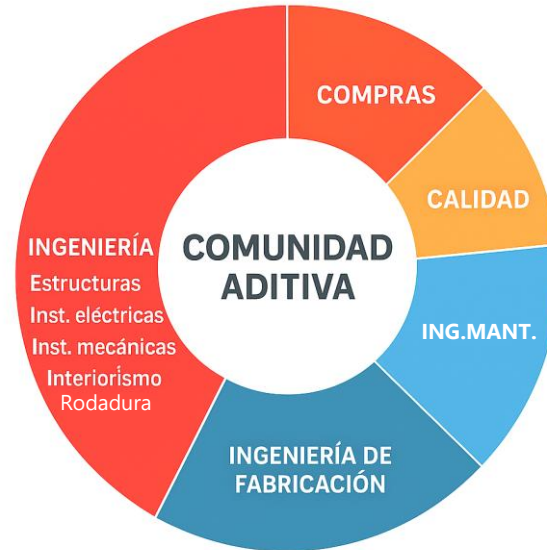 COMPRAS
CALIDAD
INGENIERÍA
Estructuras
Inst. eléctricas
Inst. mecánicas
Interiorismo
Rodadura
COMUNIDAD
ADITIVA
ING.MANT.
INGENIERÍA DE
FABRICACIÓN